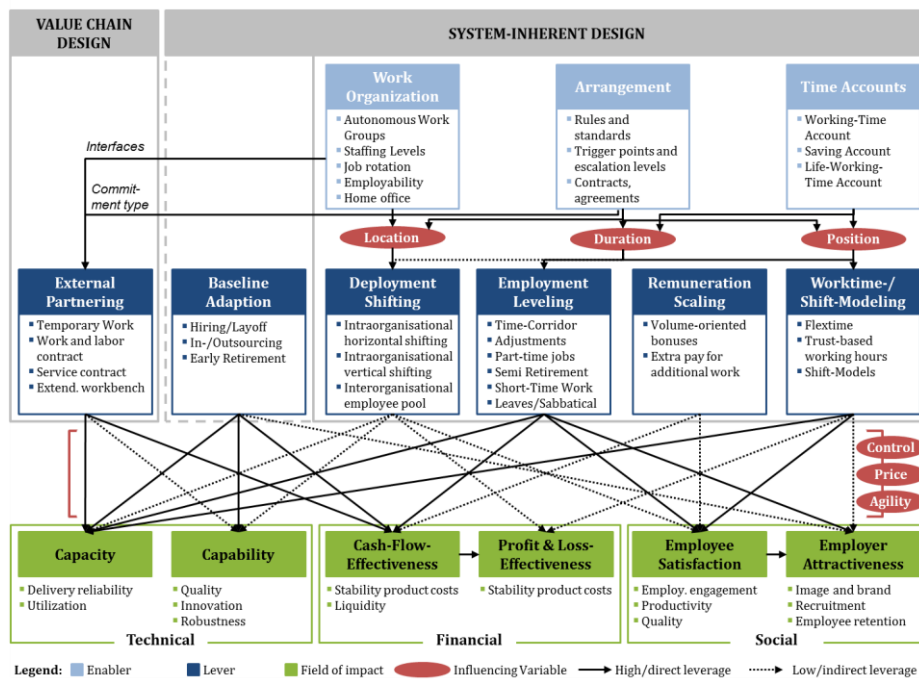 VALUE CHAIN
DESIGN
SYSTEM-INHERENT DESIGN
Work
Organization
Autonomous Work
Groups
Staffing Levels
Job rotation
Employability
Home office
Arrangement
Rules and
standards
Trigger points and
escalation levels
Contracts,
agreements
Time Accounts
Working-Time
Account
Saving Account
Life-Working-
Time Account
Interfaces
Commit-
ment type
Location
Duration
Position
External
Partnering
Temporary Work
Work and labor
contract
Service contract
Extend. workbench
Baseline
Adaption
Hiring/Layoff
In-/Outsourcing
Early Retirement
Deployment
Shifting
Intraorganisational
horizontal shifting
Intraorganisational
vertical shifting
Interorganisational
employee pool
Employment
Leveling
Time-Corridor
Adjustments
Part-time jobs
Semi Retirement
Short-Time Work
Leaves/Sabbatical
Remuneration
Scaling
Volume-oriented
bonuses
Extra pay for
additional work
Worktime-/
Shift-Modeling
Flextime
Trust-based
working hours
Shift-Models
Control
Price
Agility
Capacity
Delivery reliability
Utilization
Capability
Quality
Innovation
Robustness
Technical
Cash-Flow-
Effectiveness
Stability product costs
Liquidity
Profit & Loss-
Effectiveness
Stability product costs
Financial
Employee
Satisfaction
Employ. engagement
Productivity
Quality
Employer
Attractiveness
Image and brand
Recruitment
Employee retention
Social
Legend: Enabler Lever Field of impact Influencing Variable High/direct leverage Low/indirect leverage